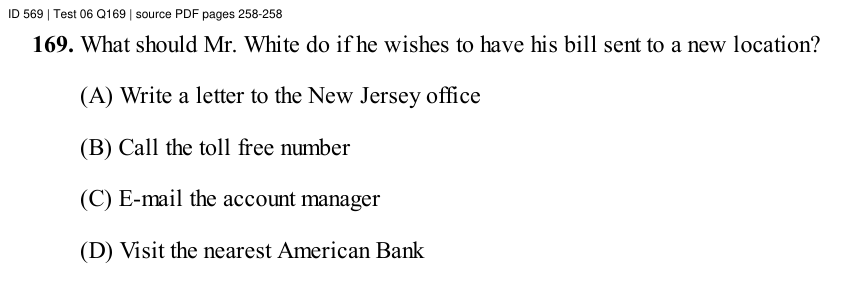 ID 569 | Test 06 Q169 | source PDF pages 258-258
169. What should Mr. White do if he wishes to have his bill sent to a new location?
(A) Write a letter to the New Jersey office
(B) Call the toll free number
(C) E-mail the account manager
(D) Visit the nearest American Bank